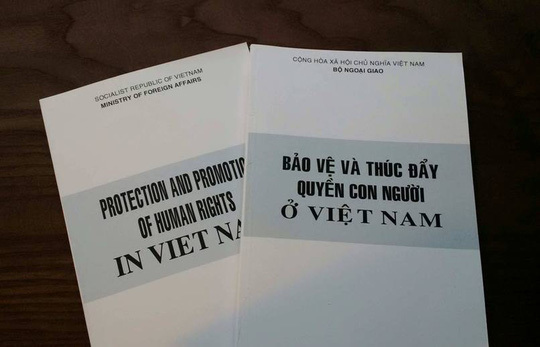 SOCIALIST REPUBLIC OF VIETNAM
MINISTRY OF FOREIGN AFFAIRS
PROTECTION AND PROMOTIO
OF HUMAN RIGHTS
IN VIET NA
CỘNG HÒA XÃ HỘI CHỦ NGHĨA VIỆT NAM
BỘ NGOẠI GIAO
BẢO VỆ VÀ THÚC ĐẨY
QUYỀN CON NGƯỜI
Ở VIỆT NAM